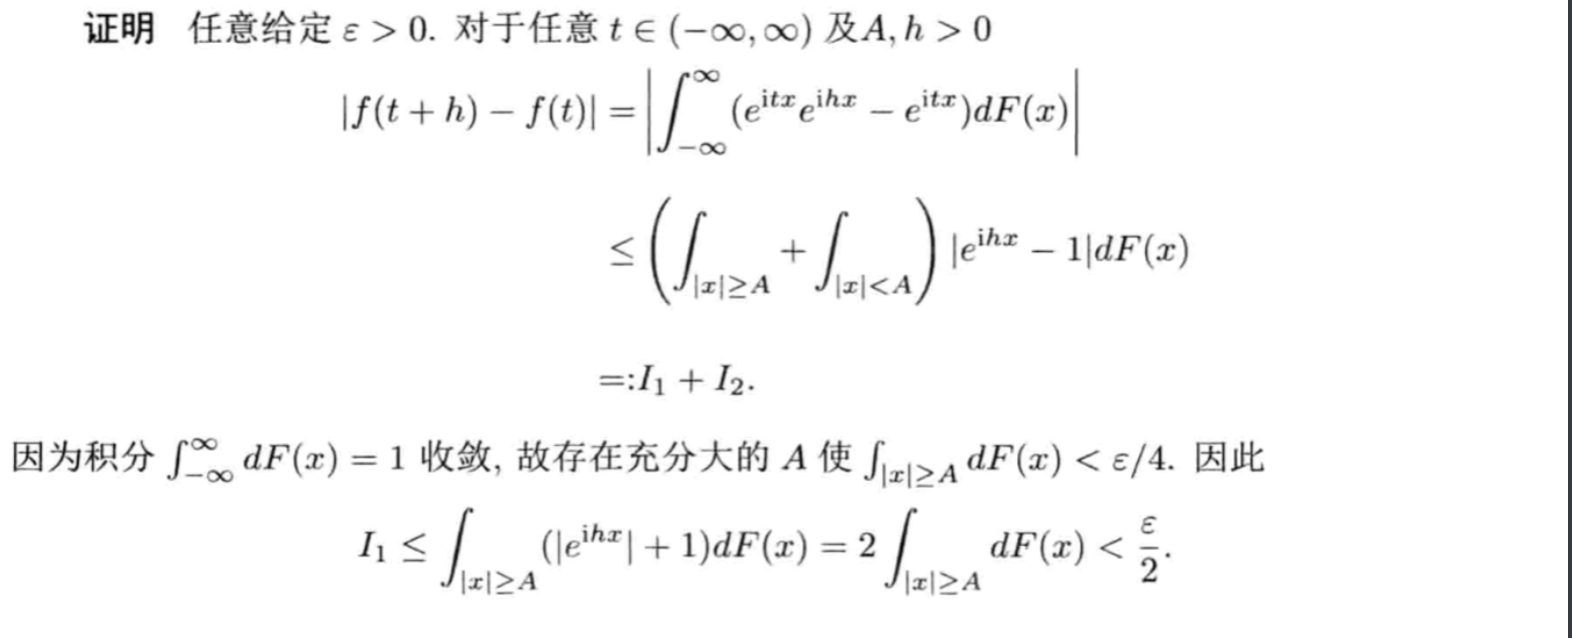 证明 任意给定 ε > 0. 对于任意 t ∈ (−∞, ∞) 及A, h > 0
|f(t + h) − f(t)| = |∫_{−∞}^{∞} (e^{itx}e^{ihx} − e^{itx})dF(x)|
≤ (∫_{|x|≥A} + ∫_{|x|<A}) |e^{ihx} − 1|dF(x)
=:I₁ + I₂.
因为积分 ∫_{−∞}^{∞} dF(x) = 1 收敛, 故存在充分大的 A 使 ∫_{|x|≥A} dF(x) < ε/4. 因此
I₁ ≤ ∫_{|x|≥A} (|e^{ihx}| + 1)dF(x) = 2 ∫_{|x|≥A} dF(x) < ε/2.